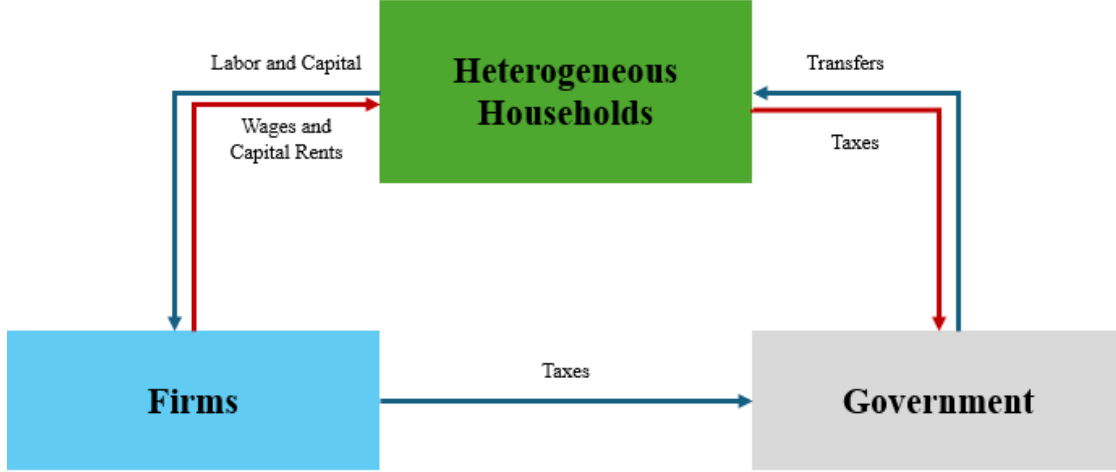 Labor and Capital
Wages and
Capital Rents
Heterogeneous
Households
Transfers
Taxes
Firms
Taxes
Government